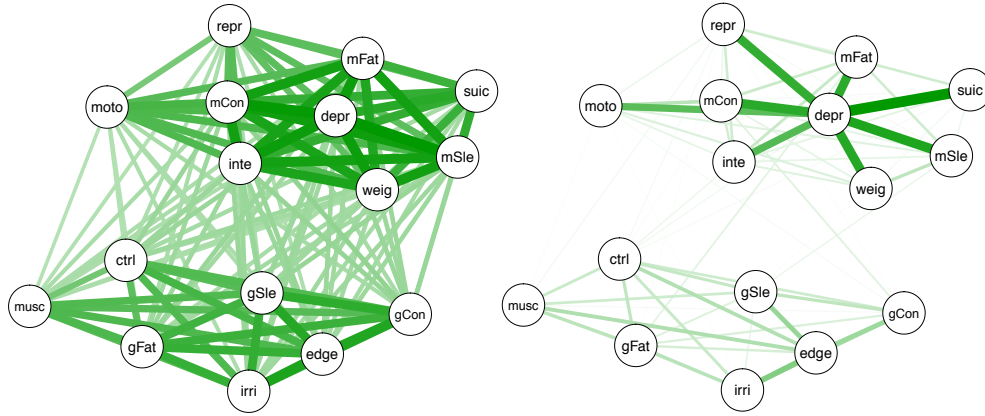 repr
mFat
suic
moto
mCon
depr
inte
mSle
weig
ctrl
gSle
musc
gCon
gFat
edge
irri
repr
mFat
suic
moto
mCon
depr
inte
mSle
weig
ctrl
gSle
musc
gCon
gFat
edge
irri